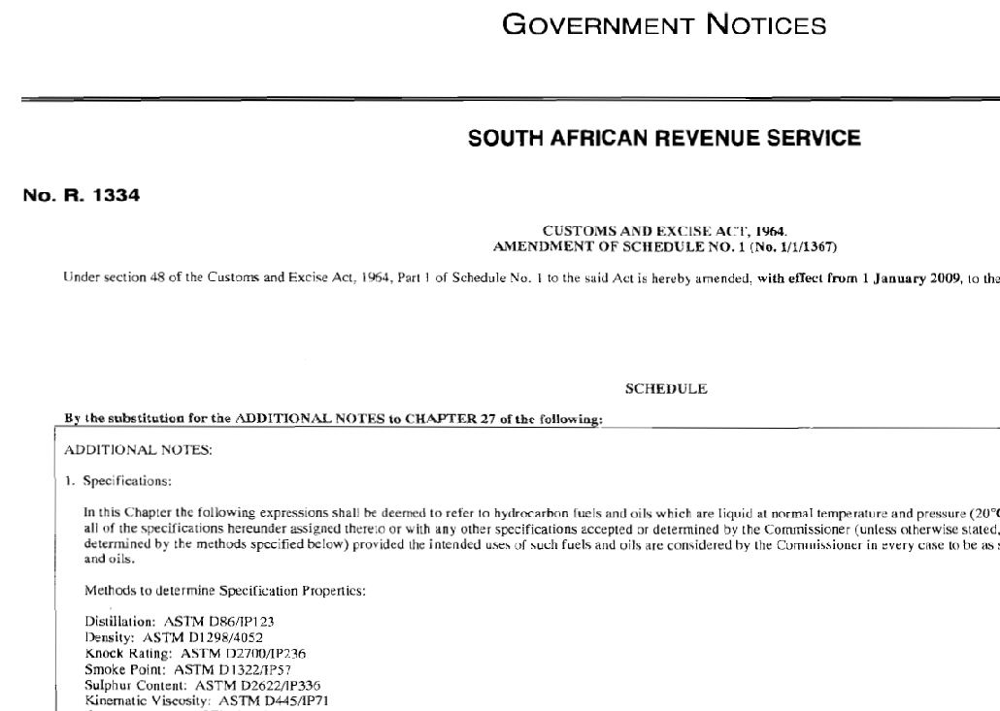 GOVERNMENT NOTICES
SOUTH AFRICAN REVENUE SERVICE
No. R. 1334
CUSTOMS AND EXCISE ACT, 1964.
AMENDMENT OF SCHEDULE NO. 1 (No. 1/1/1367)
Under section 48 of the Customs and Excise Act, 1964, Part 1 of Schedule No. 1 to the said Act is hereby amended, with effect from 1 January 2009, to the
SCHEDULE
By the substitution for the ADDITIONAL NOTES to CHAPTER 27 of the following:
ADDITIONAL NOTES:
1. Specifications:
In this Chapter the following expressions shall be deemed to refer to hydrocarbon fuels and oils which are liquid at normal temperature and pressure (20°C
all of the specifications hereunder assigned thereto or with any other specifications accepted or determined by the Commissioner (unless otherwise stated,
determined by the methods specified below) provided the intended uses of such fuels and oils are considered by the Commissioner in every case to be as
and oils.
Methods to determine Specification Properties:
Distillation: ASTM D86/IP123
Density: ASTM D1298/4052
Knock Rating: ASTM D2700/IP236
Smoke Point: ASTM D1322/IP57
Sulphur Content: ASTM D2622/IP336
Kinematic Viscosity: ASTM D445/IP71